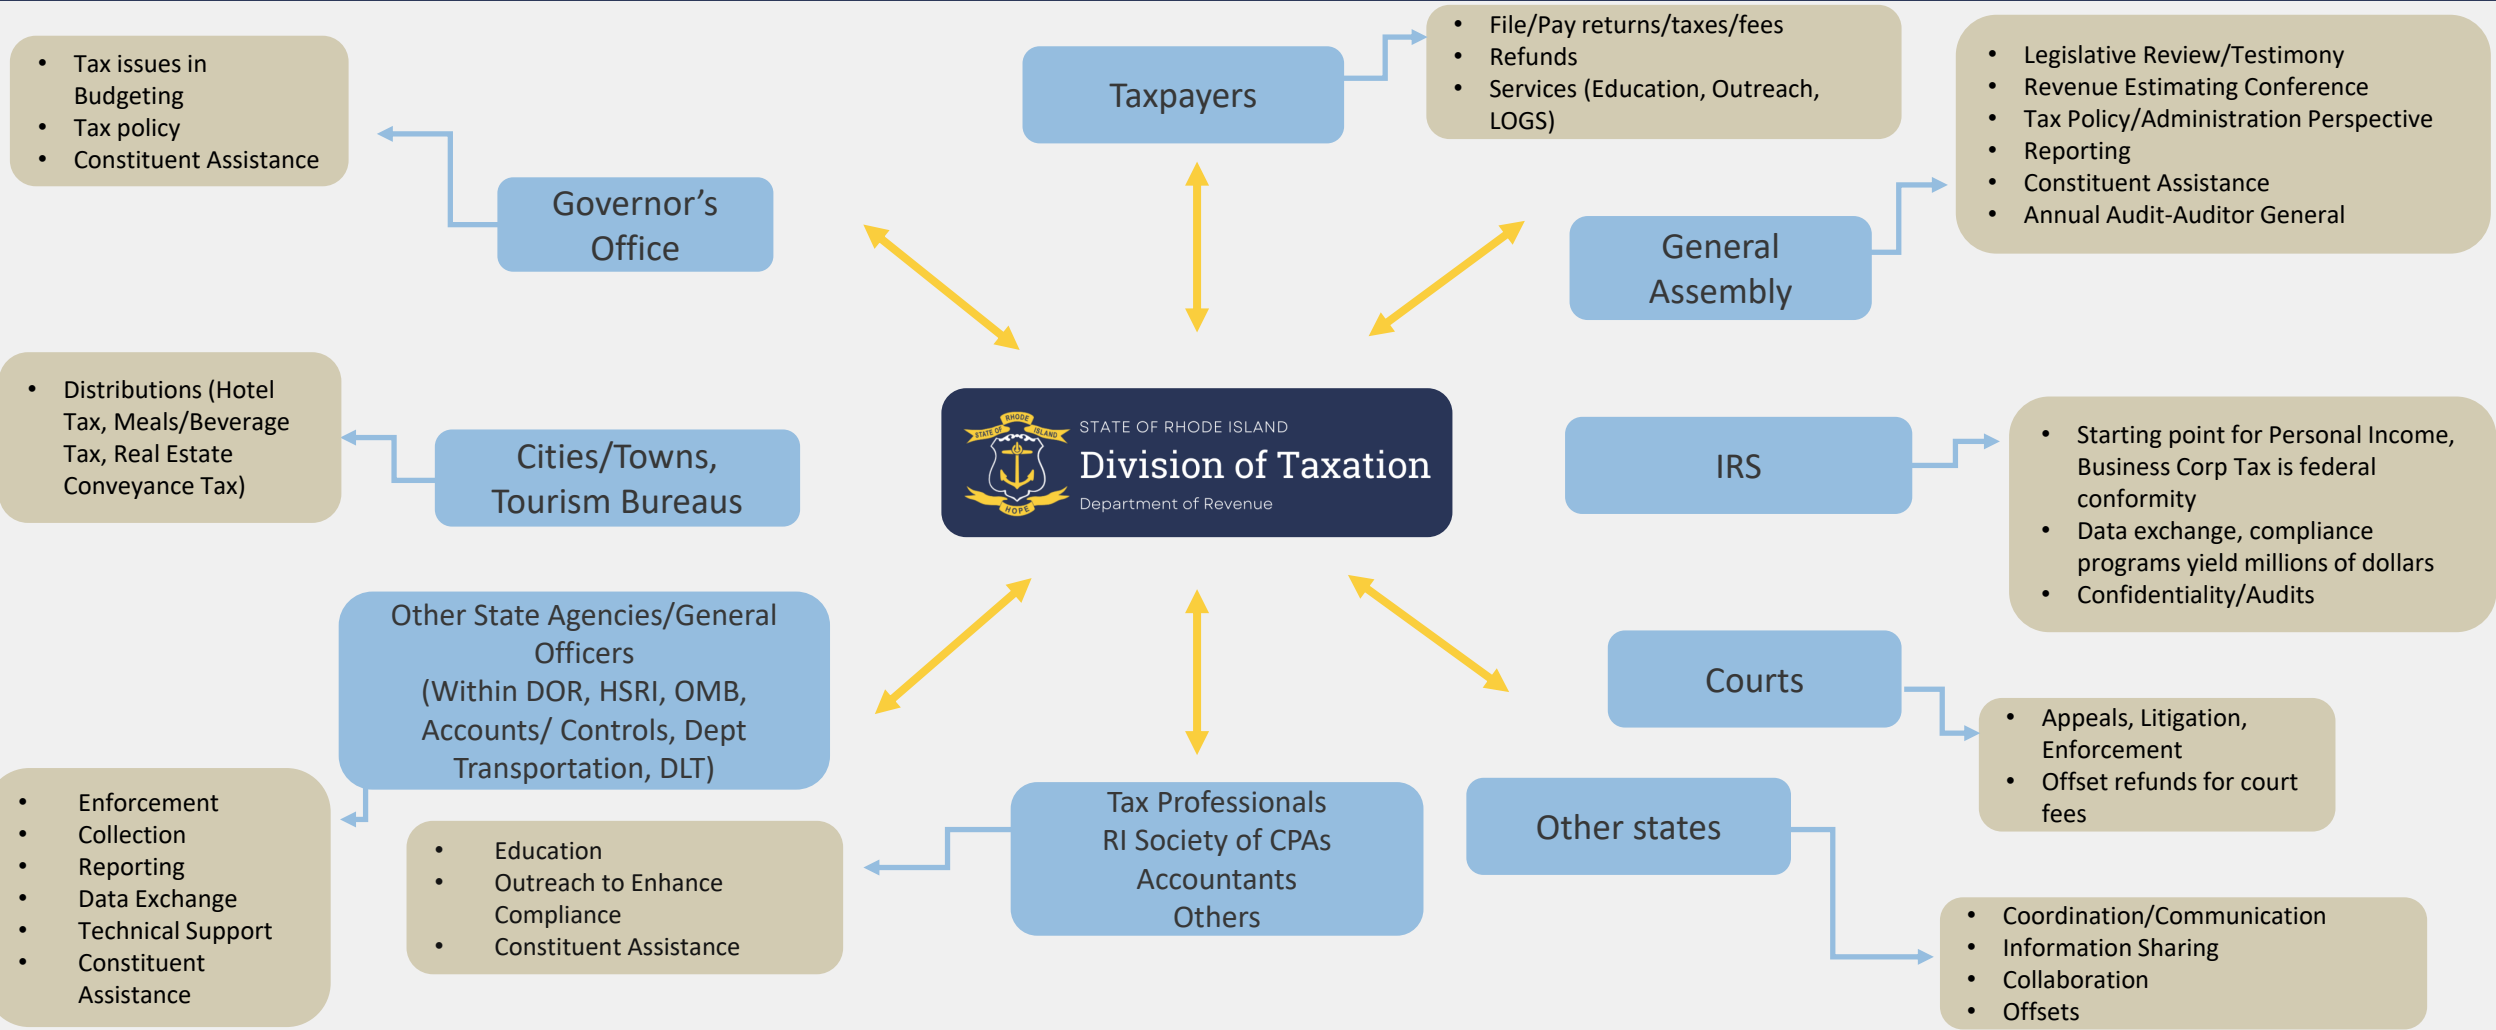 • Tax issues in
Budgeting
• Tax policy
• Constituent Assistance
Governor’s
Office
Taxpayers
• File/Pay returns/taxes/fees
• Refunds
• Services (Education, Outreach,
LOGS)
• Legislative Review/Testimony
• Revenue Estimating Conference
• Tax Policy/Administration Perspective
• Reporting
• Constituent Assistance
• Annual Audit-Auditor General
General
Assembly
• Distributions (Hotel
Tax, Meals/Beverage
Tax, Real Estate
Conveyance Tax)
Cities/Towns,
Tourism Bureaus
STATE OF RHODE ISLAND
HOPE
STATE OF RHODE ISLAND
Division of Taxation
Department of Revenue
IRS
• Starting point for Personal Income,
Business Corp Tax is federal
conformity
• Data exchange, compliance
programs yield millions of dollars
• Confidentiality/Audits
Other State Agencies/General
Officers
(Within DOR, HSRI, OMB,
Accounts/ Controls, Dept
Transportation, DLT)
• Enforcement
• Collection
• Reporting
• Data Exchange
• Technical Support
• Constituent
Assistance
• Education
• Outreach to Enhance
Compliance
• Constituent Assistance
Tax Professionals
RI Society of CPAs
Accountants
Others
Courts
• Appeals, Litigation,
Enforcement
• Offset refunds for court
fees
Other states
• Coordination/Communication
• Information Sharing
• Collaboration
• Offsets